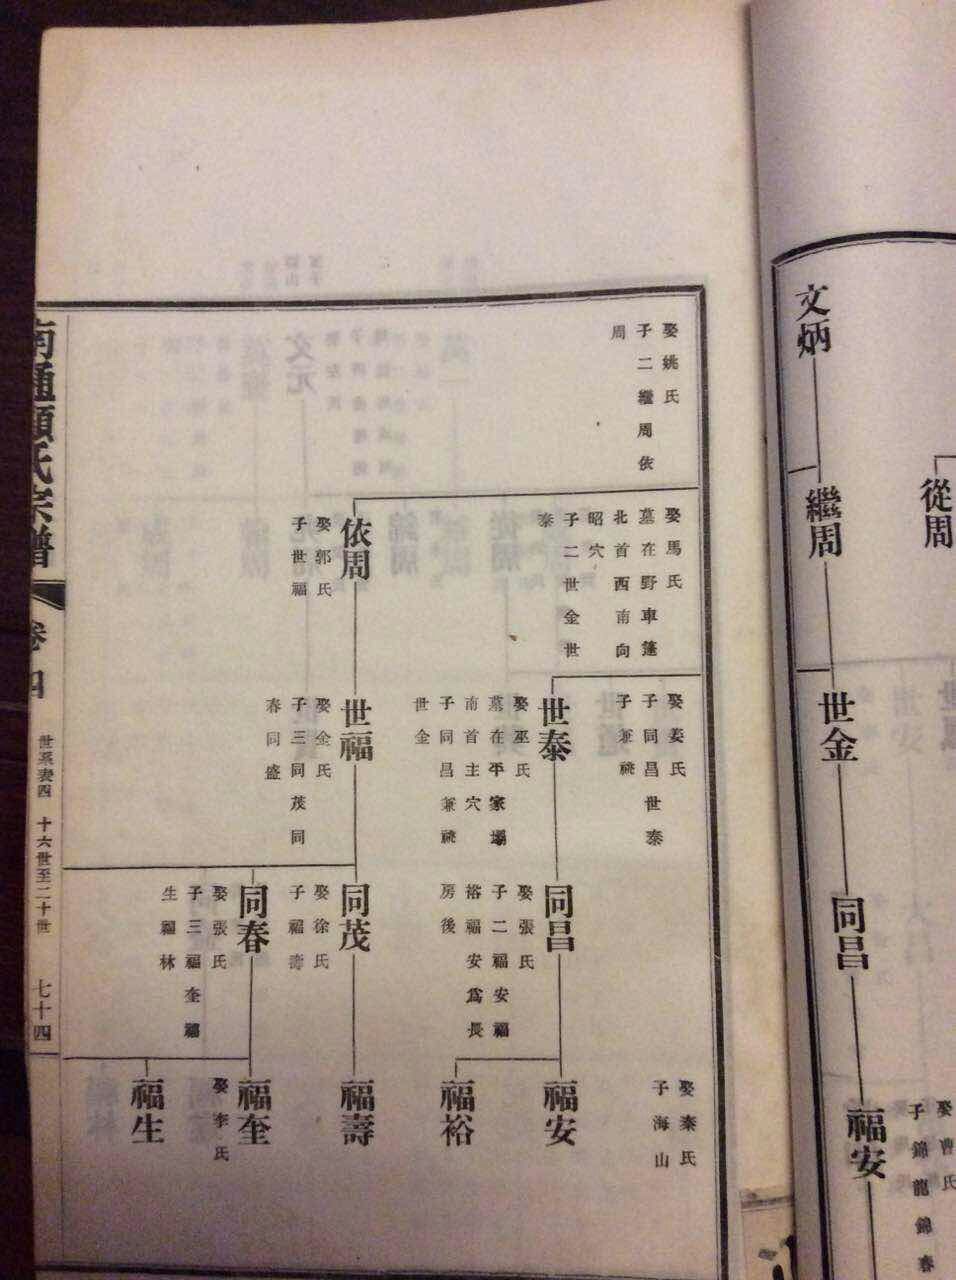 文炳
從周
繼周
世金
同昌
福安
娶曹氏
子錦龍錦春
娶姚氏
子二繼周依
周
娶馬氏
墓在野車篷
北首西南向
昭穴
子二世金世
泰
依周
娶郭氏
子世福
娶姜氏
子同昌世泰
子兼祧
世泰
娶巫氏
墓在平家壩
南首主穴
子同昌兼祧
世金
世福
娶金氏
子三同茂同
春同盛
同昌
娶張氏
子二福安福
裕福安爲長
房後
同茂
娶徐氏
子福壽
同春
娶張氏
子三福奎福
生福林
娶秦氏
子海山
福安
福裕
福壽
福奎
娶李氏
福生
南通顧氏宗譜
卷四
世系表四 十六世至二十世
七十四